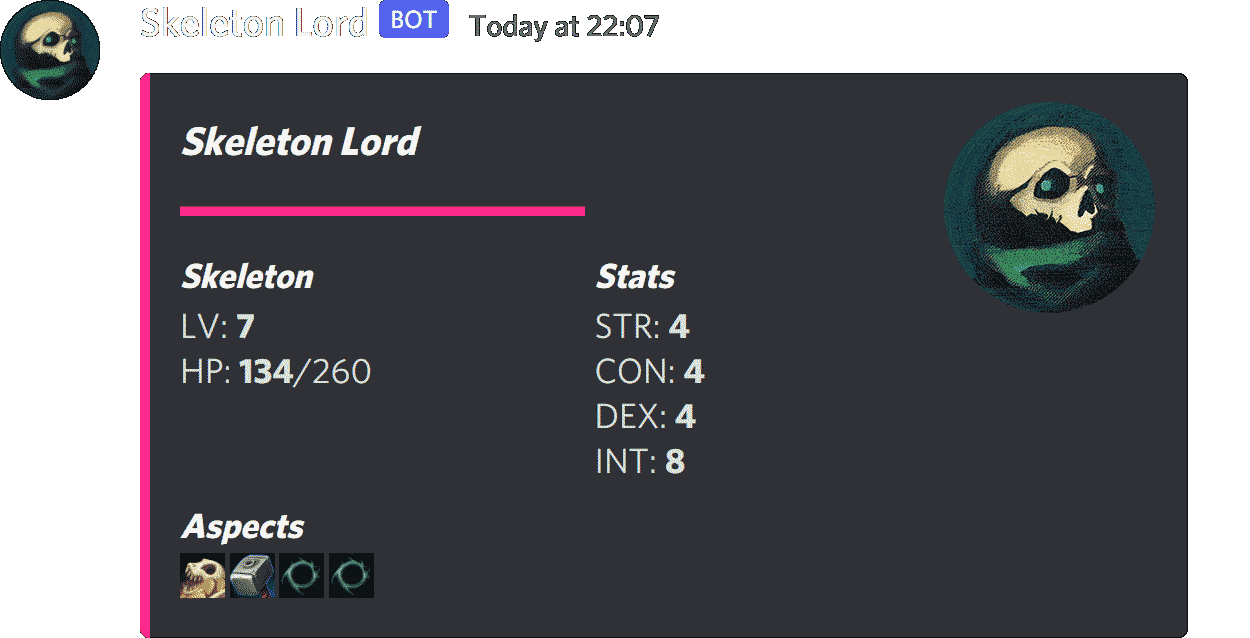 Skeleton Lord BOT Today at 22:07
Skeleton Lord
Skeleton
LV: 7
HP: 134/260
Stats
STR: 4
CON: 4
DEX: 4
INT: 8
Aspects